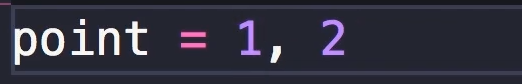 point = 1, 2